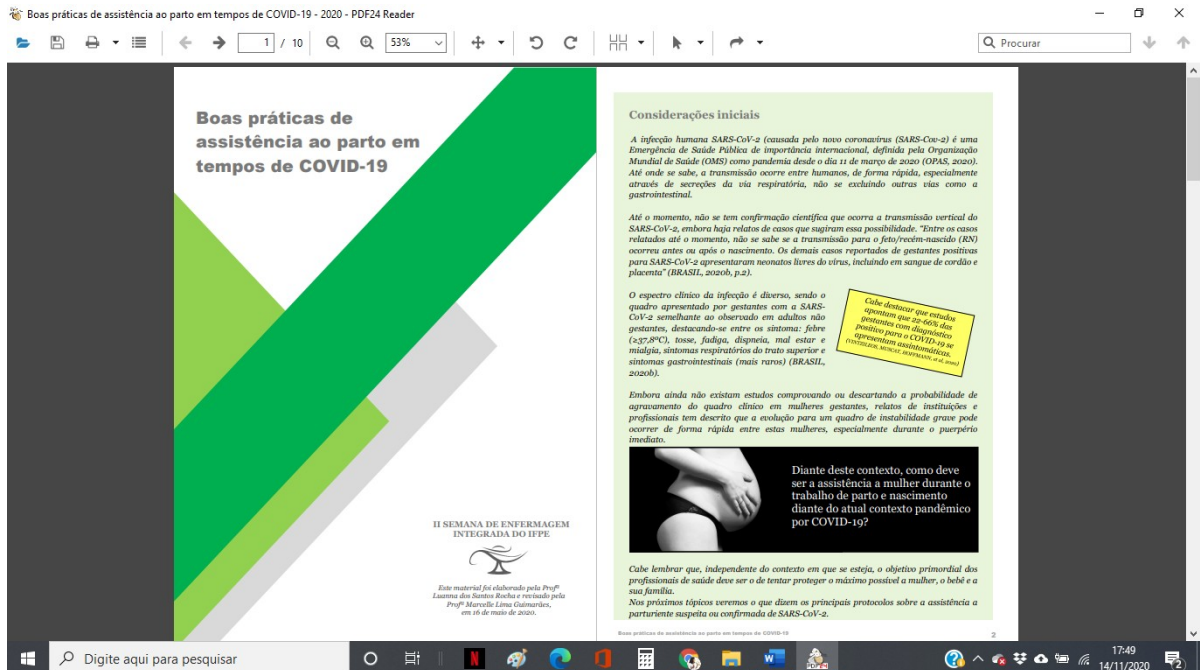 Boas práticas de assistência ao parto em tempos de COVID-19 - 2020 - PDF24 Reader
1 / 10
53%
Procurar
Boas práticas de
assistência ao parto em
tempos de COVID-19
II SEMANA DE ENFERMAGEM
INTEGRADA DO IFPE
Este material foi elaborado pela Profª
Luanna dos Santos Rocha e revisado pela
Profª Marcelle Lima Guimarães,
em 16 de maio de 2020.
Considerações iniciais
A infecção humana SARS-CoV-2 (causada pelo novo coronavírus (SARS-Cov-2) é uma
Emergência de Saúde Pública de importância internacional, definida pela Organização
Mundial de Saúde (OMS) como pandemia desde o dia 11 de março de 2020 (OPAS, 2020).
Até onde se sabe, a transmissão ocorre entre humanos, de forma rápida, especialmente
através de secreções da via respiratória, não se excluindo outras vias como a
gastrointestinal.
Até o momento, não se tem confirmação científica que ocorra a transmissão vertical do
SARS-CoV-2, embora haja relatos de casos que sugiram essa possibilidade. "Entre os casos
relatados até o momento, não se sabe se a transmissão para o feto/recém-nascido (RN)
ocorreu antes ou após o nascimento. Os demais casos reportados de gestantes positivas
para SARS-CoV-2 apresentaram neonatos livres do vírus, incluindo em sangue de cordão e
placenta" (BRASIL, 2020b, p.2).
O espectro clínico da infecção é diverso, sendo o
quadro apresentado por gestantes com a SARS-
CoV-2 semelhante ao observado em adultos não
gestantes, destacando-se entre os sintoma: febre
(≥37,8ºC), tosse, fadiga, dispneia, mal estar e
mialgia, sintomas respiratórios do trato superior e
sintomas gastrointestinais (mais raros) (BRASIL,
2020b).
Cabe destacar que estudos
apontam que 22-66% das
gestantes com diagnóstico
positivo para o COVID-19 se
apresentam assintomáticas.
Embora ainda não existam estudos comprovando ou descartando a probabilidade de
agravamento do quadro clínico em mulheres gestantes, relatos de instituições e
profissionais tem descrito que a evolução para um quadro de instabilidade grave pode
ocorrer de forma rápida entre estas mulheres, especialmente durante o puerpério
imediato.
Diante deste contexto, como deve
ser a assistência a mulher durante o
trabalho de parto e nascimento
diante do atual contexto pandêmico
por COVID-19?
Cabe lembrar que, independente do contexto em que se esteja, o objetivo primordial dos
profissionais de saúde deve ser o de tentar proteger o máximo possível a mulher, o bebê e a
sua família.
Nos próximos tópicos veremos o que dizem os principais protocolos sobre a assistência a
parturiente suspeita ou confirmada de SARS-CoV-2.
Boas práticas de assistência ao parto em tempos de COVID-19
2
Digite aqui para pesquisar
17:49
14/11/2020